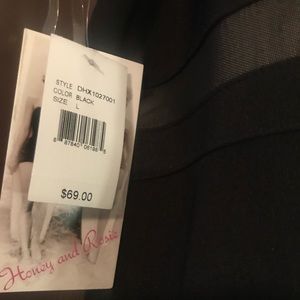 STYLE DHX1027001
COLOR BLACK
SIZE L
$69.00
Honey and Rosie